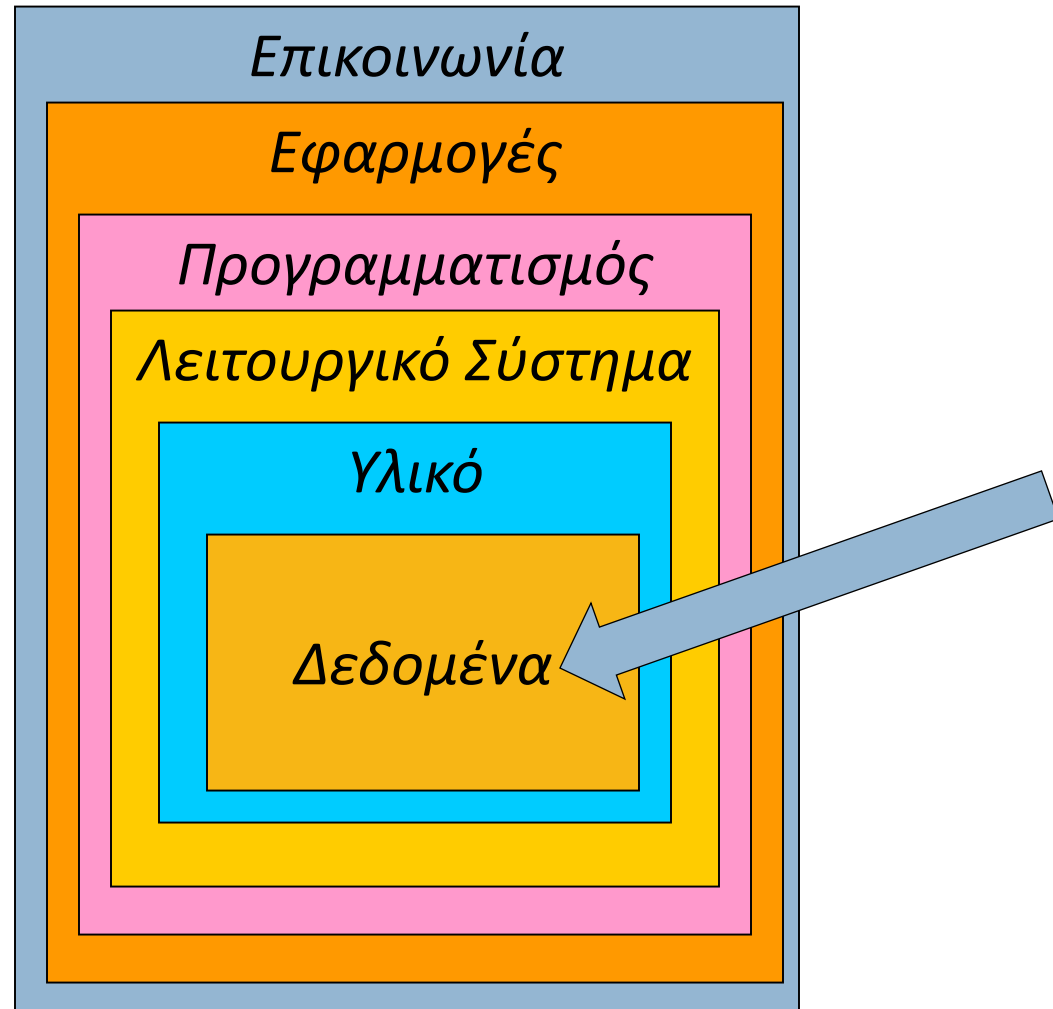 Επικοινωνία
Εφαρμογές
Προγραμματισμός
Λειτουργικό Σύστημα
Υλικό
Δεδομένα